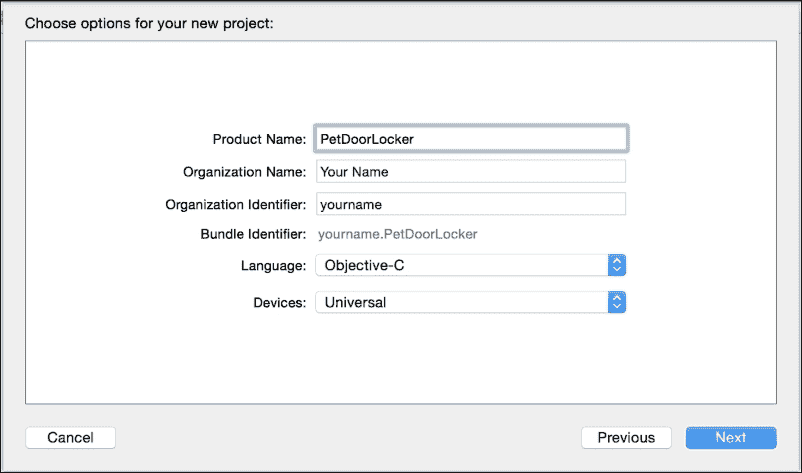 Choose options for your new project:
Product Name: PetDoorLocker
Organization Name: Your Name
Organization Identifier: yourname
Bundle Identifier: yourname.PetDoorLocker
Language: Objective-C
Devices: Universal
Cancel Previous Next